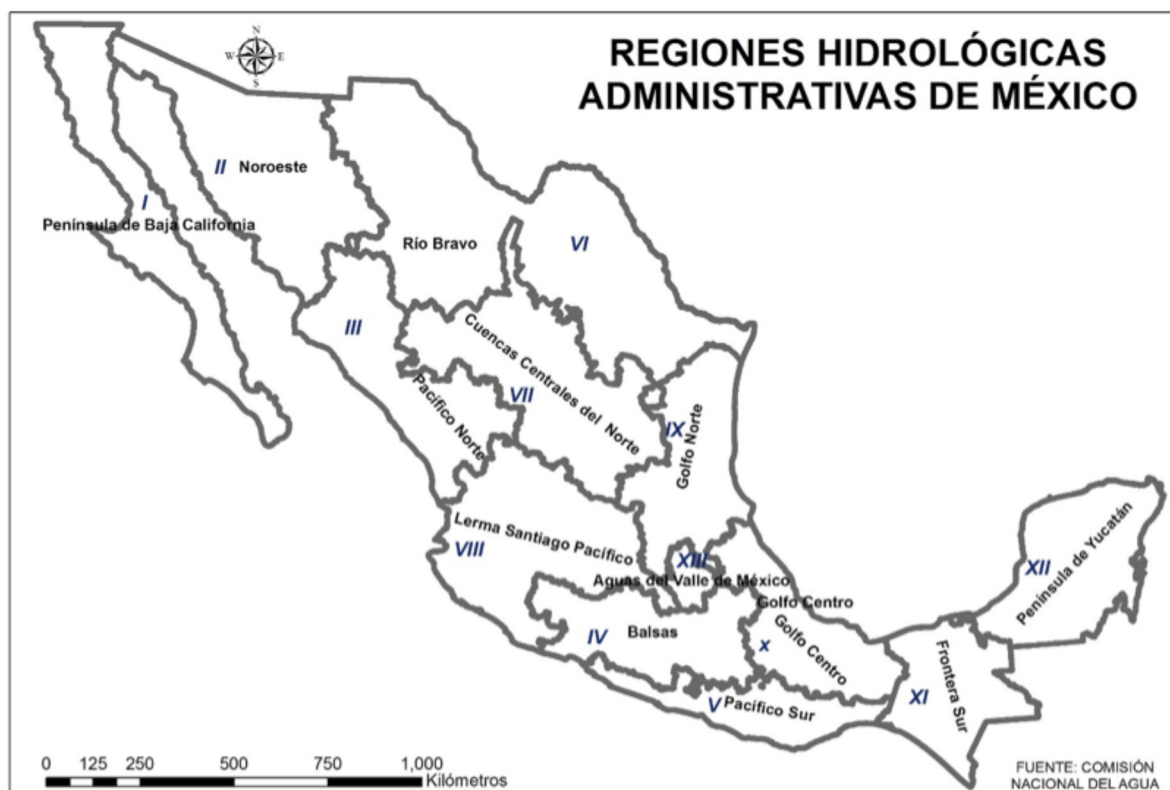 REGIONES HIDROLÓGICAS
ADMINISTRATIVAS DE MÉXICO
N
W E
S
II Noroeste
I
Península de Baja California
Río Bravo
VI
III
Cuencas Centrales del Norte
VII
Pacífico Norte
IX
Golfo Norte
Lerma Santiago Pacífico
VIII
XIII
Aguas del Valle de México
XII
Península de Yucatán
Golfo Centro
IV
Balsas
x
Golfo Centro
Frontera Sur
XI
V
Pacífico Sur
0 125 250 500 750 1,000
Kilómetros
FUENTE: COMISIÓN
NACIONAL DEL AGUA